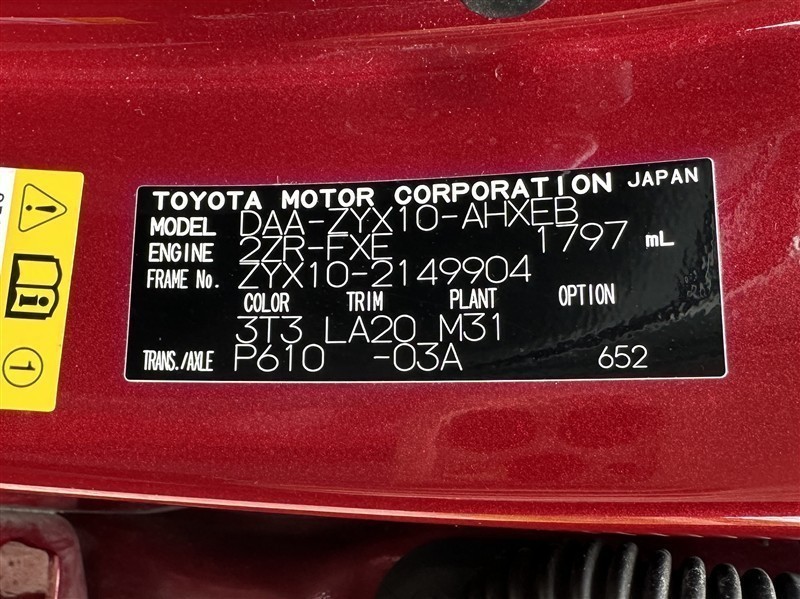 TOYOTA MOTOR CORPORATION JAPAN
MODEL DAA-ZYX10-AHXEB
ENGINE 2ZR-FXE 1797 mL
FRAME No. ZYX10-2149904
COLOR TRIM PLANT OPTION
3T3 LA20 M31
TRANS./AXLE P610 -03A 652
1